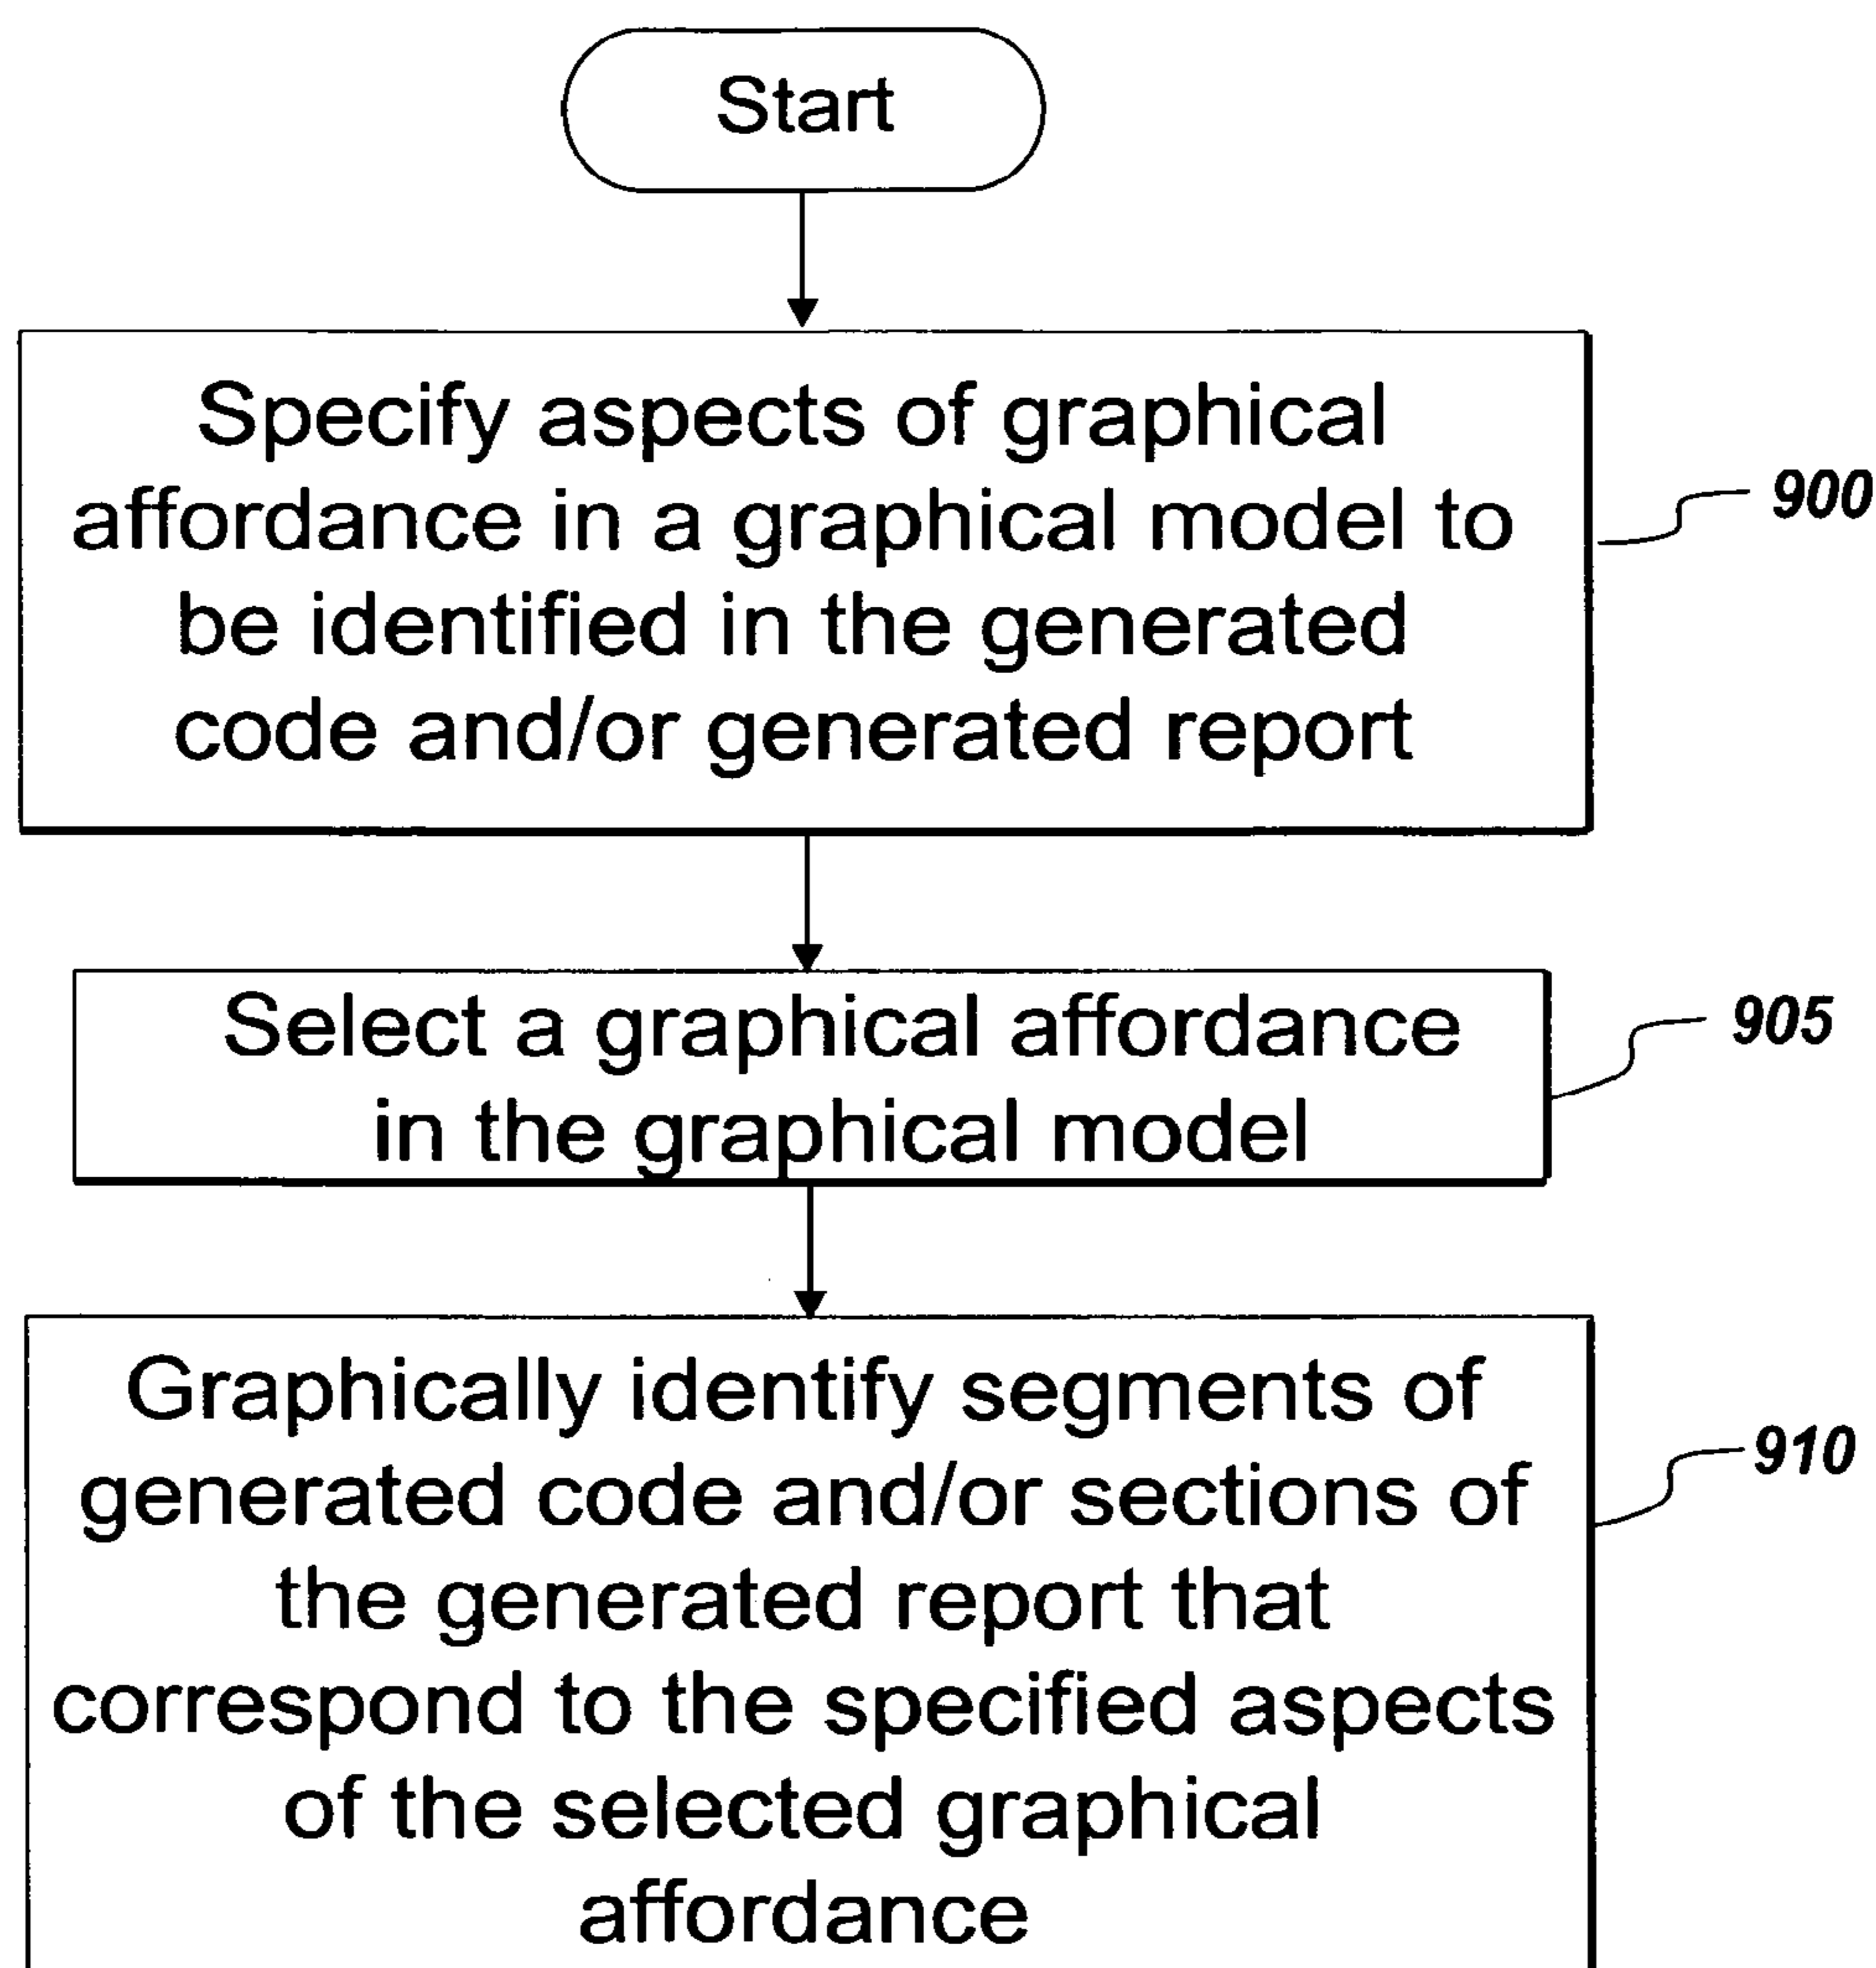 Start
Specify aspects of graphical
affordance in a graphical model to
be identified in the generated
code and/or generated report
900
Select a graphical affordance
in the graphical model
905
Graphically identify segments of
generated code and/or sections of
the generated report that
correspond to the specified aspects
of the selected graphical
affordance
910